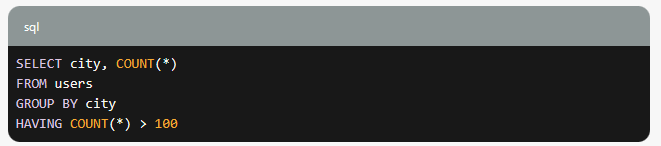 sql
SELECT city, COUNT(*)
FROM users
GROUP BY city
HAVING COUNT(*) > 100